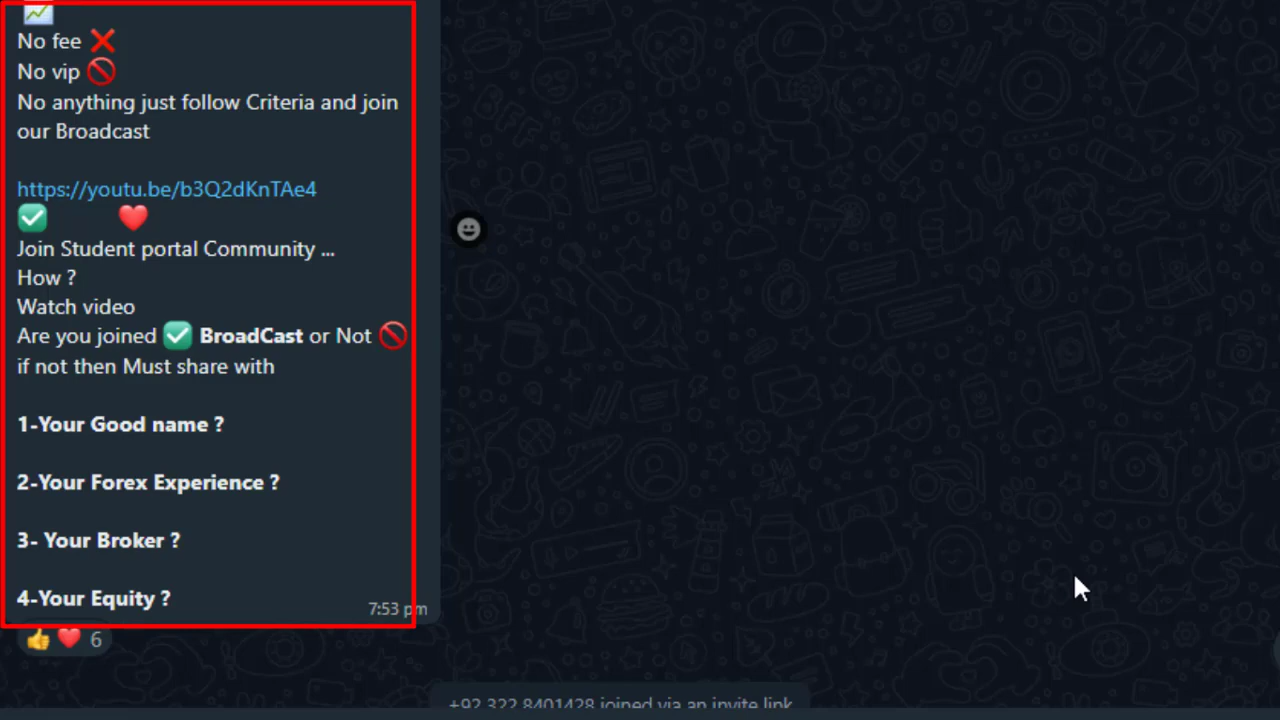 No fee ❌
No vip 🚫
No anything just follow Criteria and join
our Broadcast
https://youtu.be/b3Q2dKnTAe4
✅ ❤️
Join Student portal Community ...
How ?
Watch video
Are you joined ✅ BroadCast or Not 🚫
if not then Must share with
1-Your Good name ?
2-Your Forex Experience ?
3- Your Broker ?
4-Your Equity ?
7:53 pm
👍 ❤️ 6
+92 322 8401428 joined via an invite link